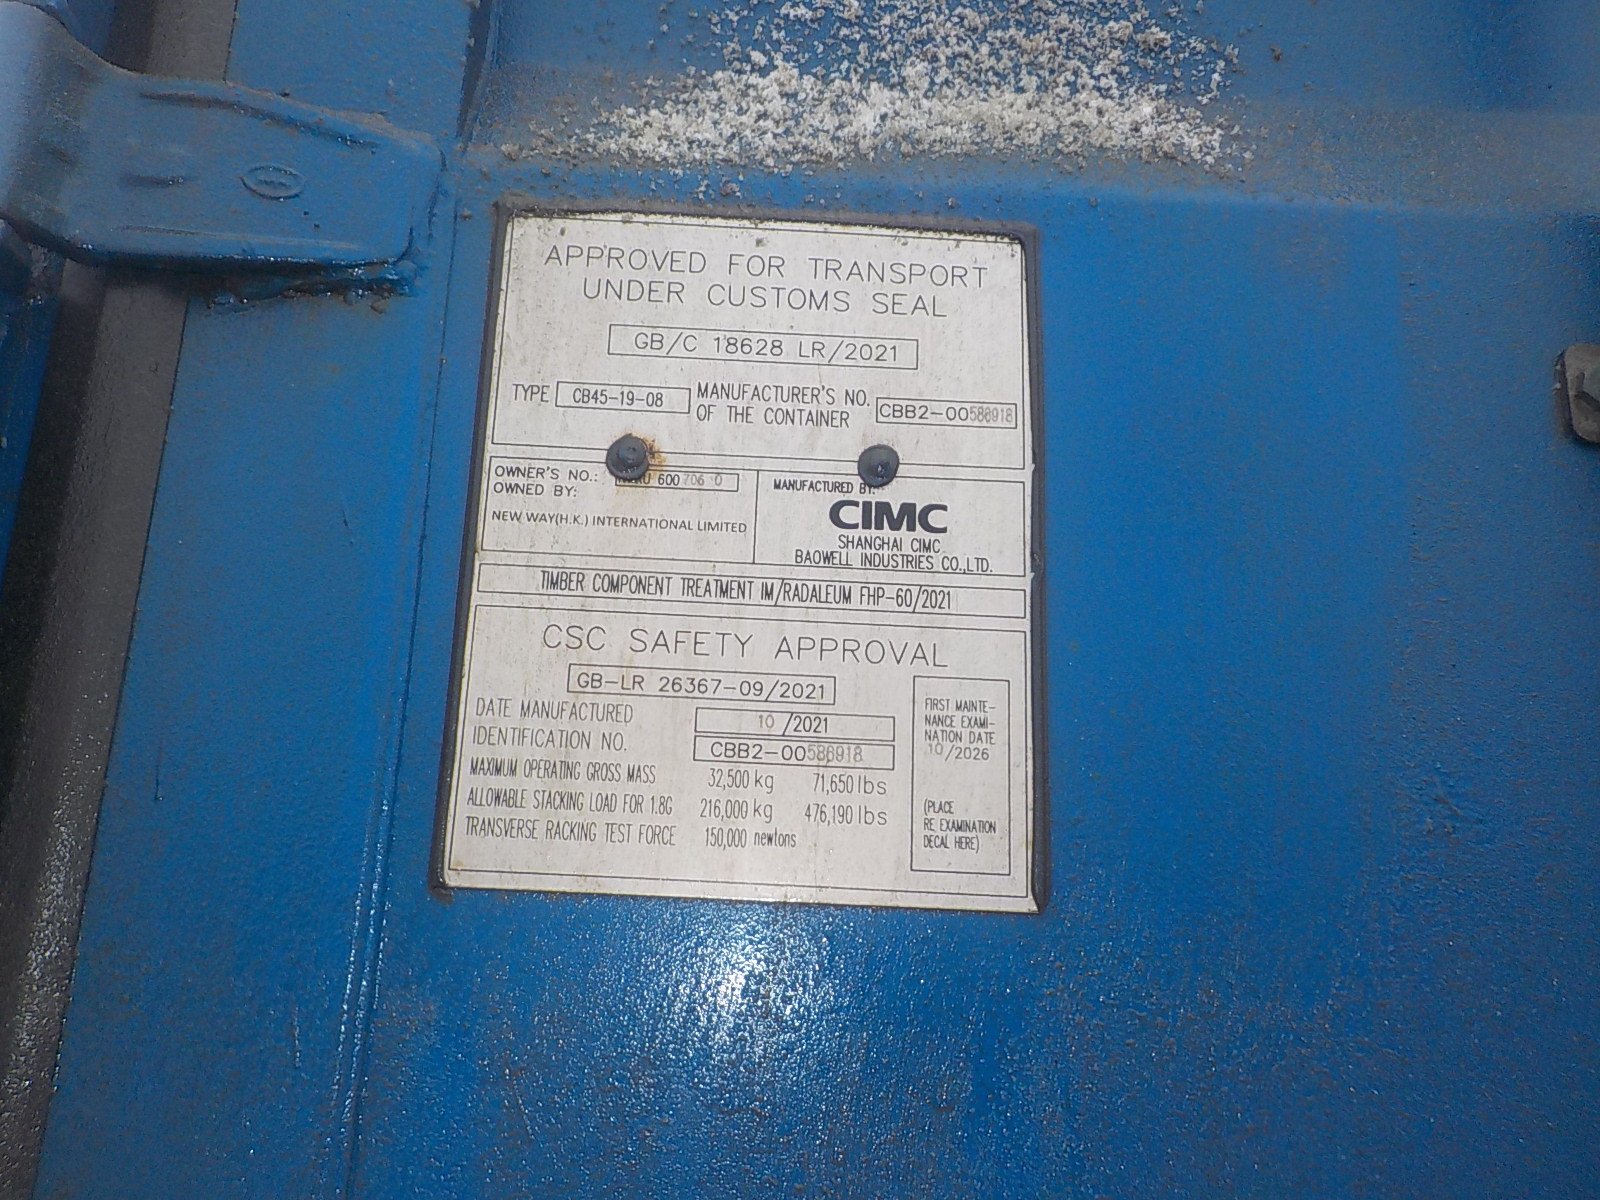 APPROVED FOR TRANSPORT
UNDER CUSTOMS SEAL
GB/C 18628 LR/2021
TYPE CB45-19-08
MANUFACTURER'S NO.
OF THE CONTAINER
CBB2-00586918
OWNER'S NO.: 600 706 0
OWNED BY:
NEW WAY(H.K.) INTERNATIONAL LIMITED
MANUFACTURED BY:
CIMC
SHANGHAI CIMC
BAOWELL INDUSTRIES CO.,LTD.
TIMBER COMPONENT TREATMENT IM/RADALEUM FHP-60/2021
CSC SAFETY APPROVAL
GB-LR 26367-09/2021
DATE MANUFACTURED 10 /2021
IDENTIFICATION NO. CBB2-00586918
MAXIMUM OPERATING GROSS MASS 32,500 kg 71,650 lbs
ALLOWABLE STACKING LOAD FOR 1.8G 216,000 kg 476,190 lbs
TRANSVERSE RACKING TEST FORCE 150,000 newtons
FIRST MAINTE-
NANCE EXAMI-
NATION DATE
10/2026
(PLACE
RE EXAMINATION
DECAL HERE)